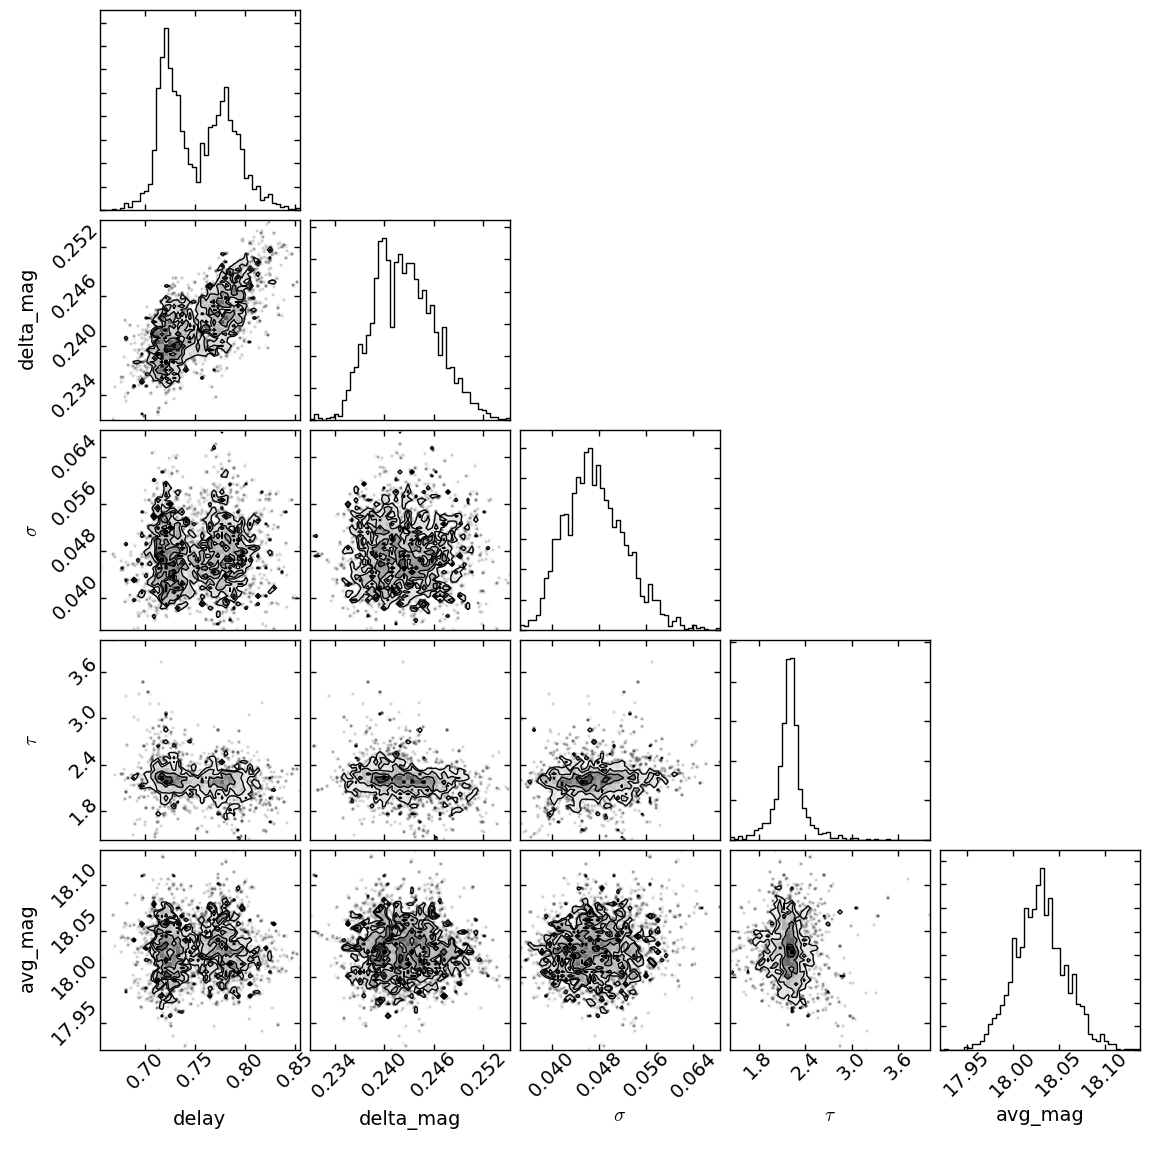 0.252
0.246
0.240
0.234
delta_mag
0.064
0.056
0.048
0.040
σ
3.6
3.0
2.4
1.8
τ
18.10
18.05
18.00
17.95
avg_mag
0.70 0.75 0.80 0.85
0.234 0.240 0.246 0.252
0.040 0.048 0.056 0.064
1.8 2.4 3.0 3.6
17.95 18.00 18.05 18.10
delay delta_mag σ τ avg_mag